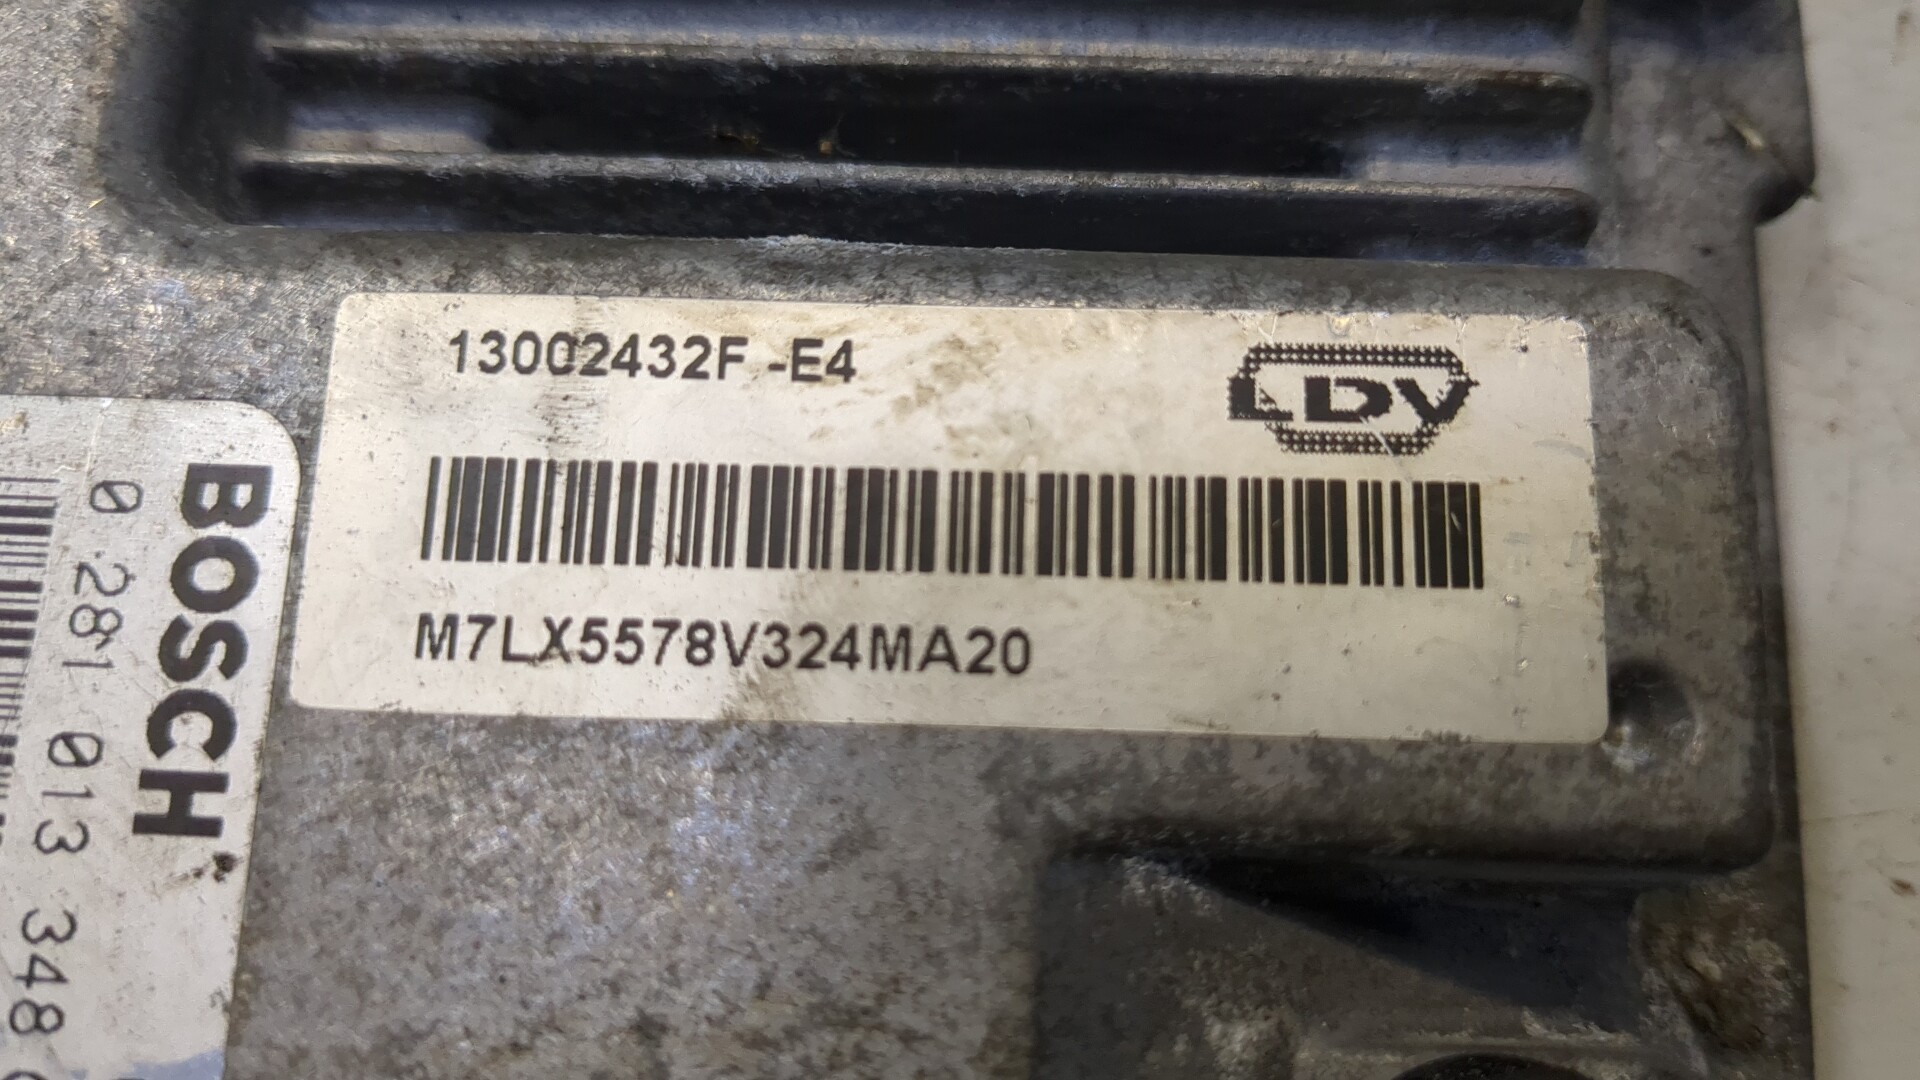 13002432F -E4
LDV
M7LX5578V324MA20
BOSCH
0 281 013 348